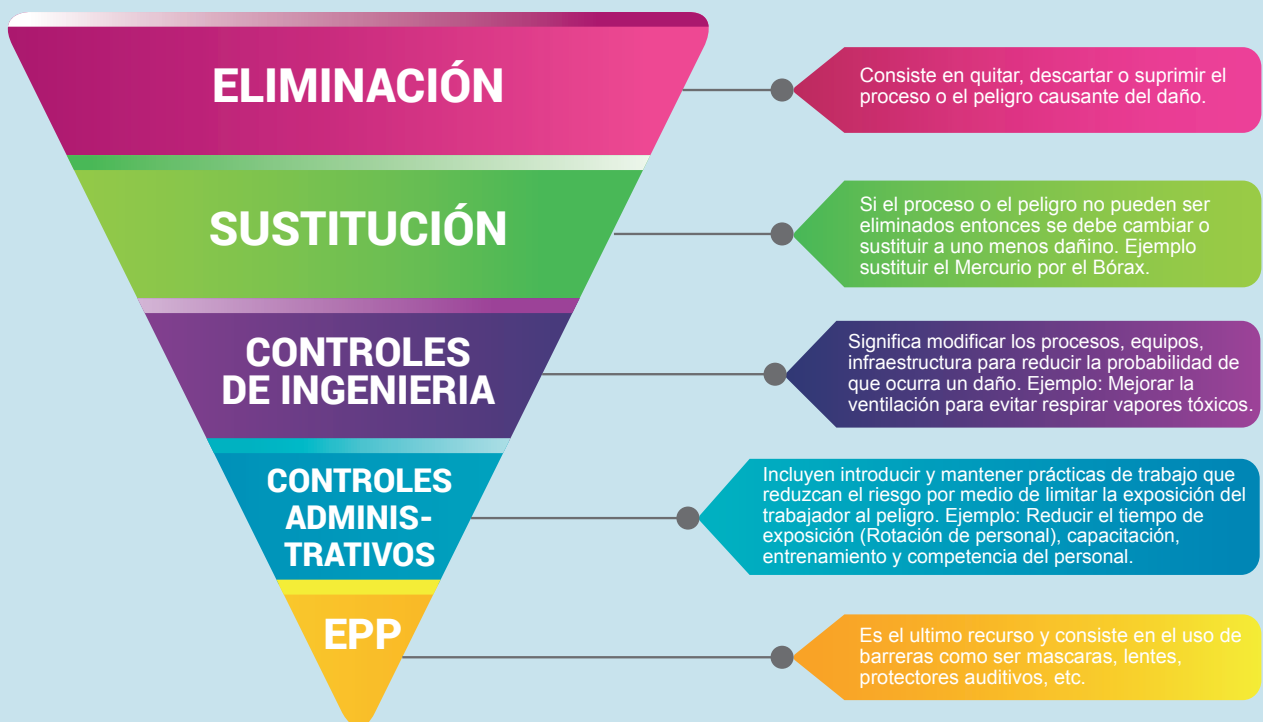 ELIMINACIÓN
Consiste en quitar, descartar o suprimir el
proceso o el peligro causante del daño.
SUSTITUCIÓN
Si el proceso o el peligro no pueden ser
eliminados entonces se debe cambiar o
sustituir a uno menos dañino. Ejemplo
sustituir el Mercurio por el Bórax.
CONTROLES
DE INGENIERIA
Significa modificar los procesos, equipos,
infraestructura para reducir la probabilidad de
que ocurra un daño. Ejemplo: Mejorar la
ventilación para evitar respirar vapores tóxicos.
CONTROLES
ADMINIS-
TRATIVOS
Incluyen introducir y mantener prácticas de trabajo que
reduzcan el riesgo por medio de limitar la exposición del
trabajador al peligro. Ejemplo: Reducir el tiempo de
exposición (Rotación de personal), capacitación,
entrenamiento y competencia del personal.
EPP
Es el ultimo recurso y consiste en el uso de
barreras como ser mascaras, lentes,
protectores auditivos, etc.